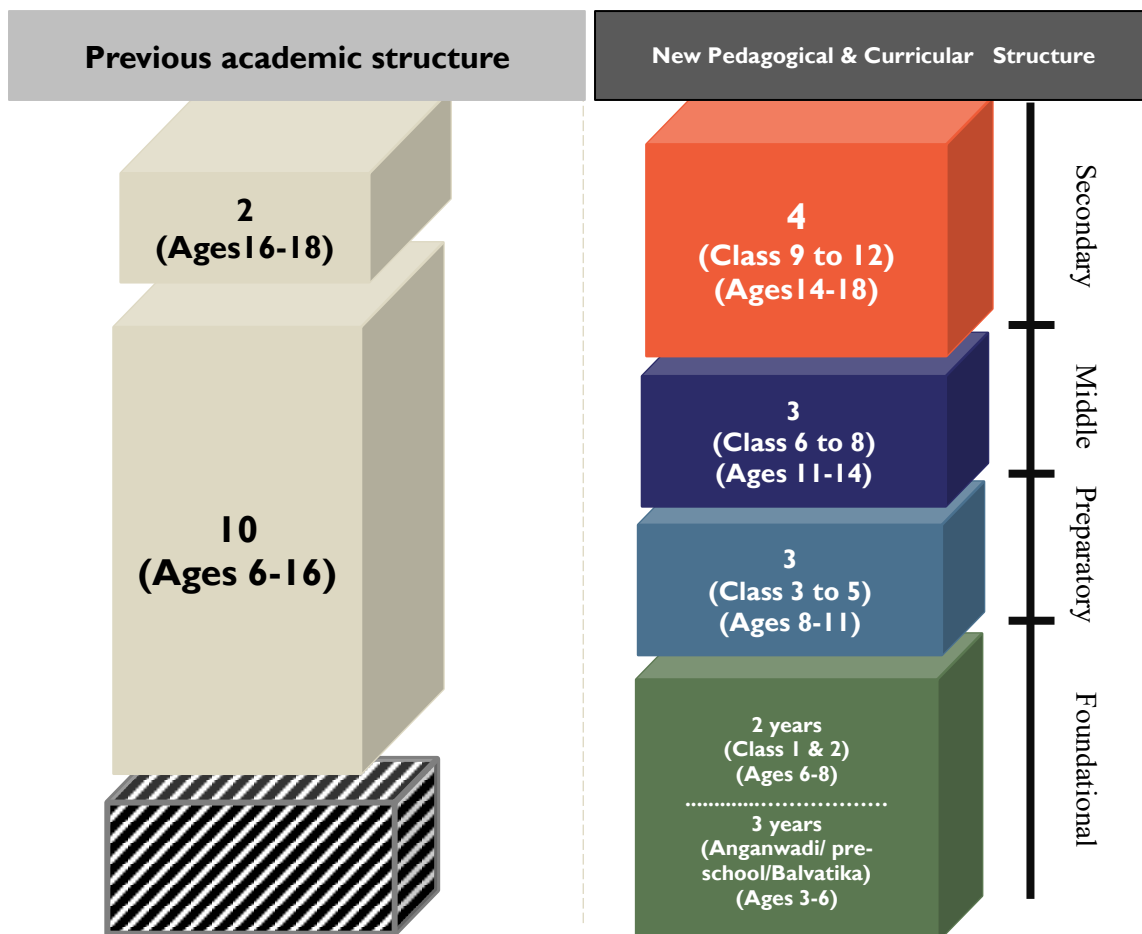 Previous academic structure
New Pedagogical & Curricular Structure
2
(Ages16-18)
10
(Ages 6-16)
4
(Class 9 to 12)
(Ages14-18)
3
(Class 6 to 8)
(Ages 11-14)
3
(Class 3 to 5)
(Ages 8-11)
2 years
(Class 1 & 2)
(Ages 6-8)
................................
3 years
(Anganwadi/ pre-
school/Balvatika)
(Ages 3-6)
Secondary
Middle
Preparatory
Foundational